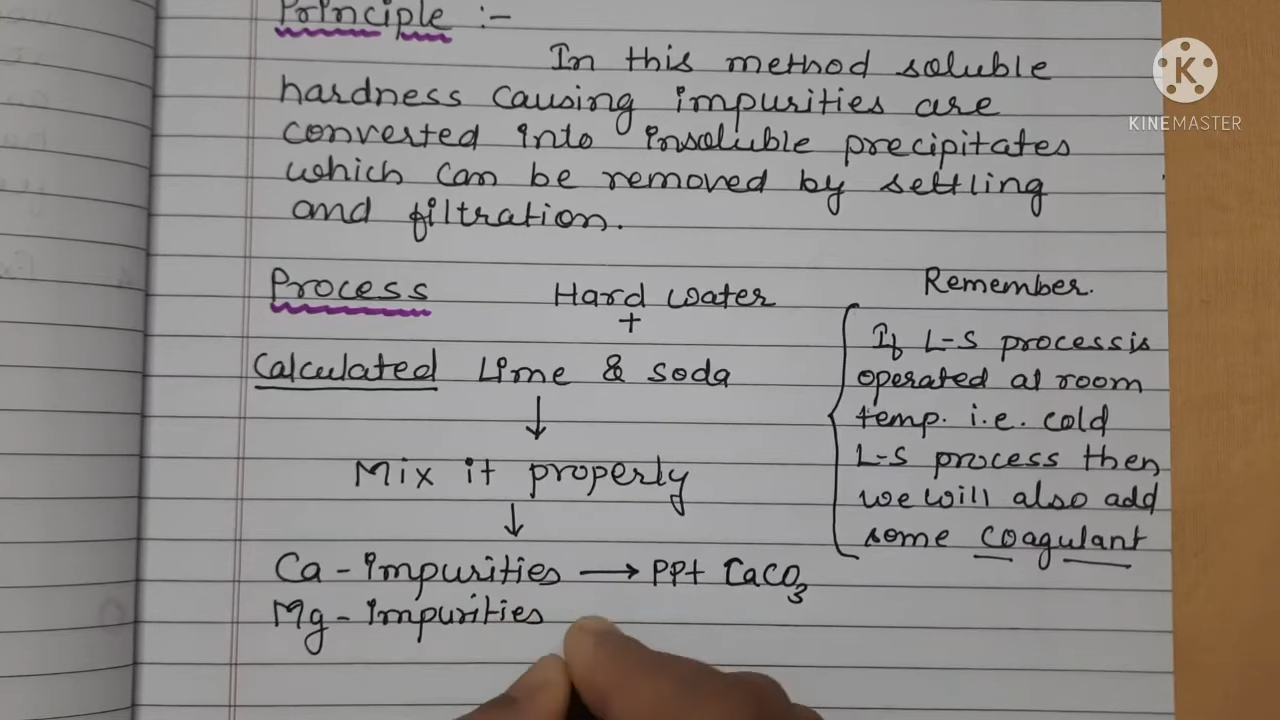 Principle :-
In this method soluble
hardness causing impurities are
converted into insoluble precipitates
which can be removed by settling
and filtration.
Process
Hard water
+
Calculated Lime & soda
↓
Mix it properly
↓
Ca - Impurities → ppt CaCO3
Mg - Impurities
Remember.
If L-S process is
operated at room
temp. i.e. cold
L-S process then
we will also add
some coagulant
K
KINEMASTER